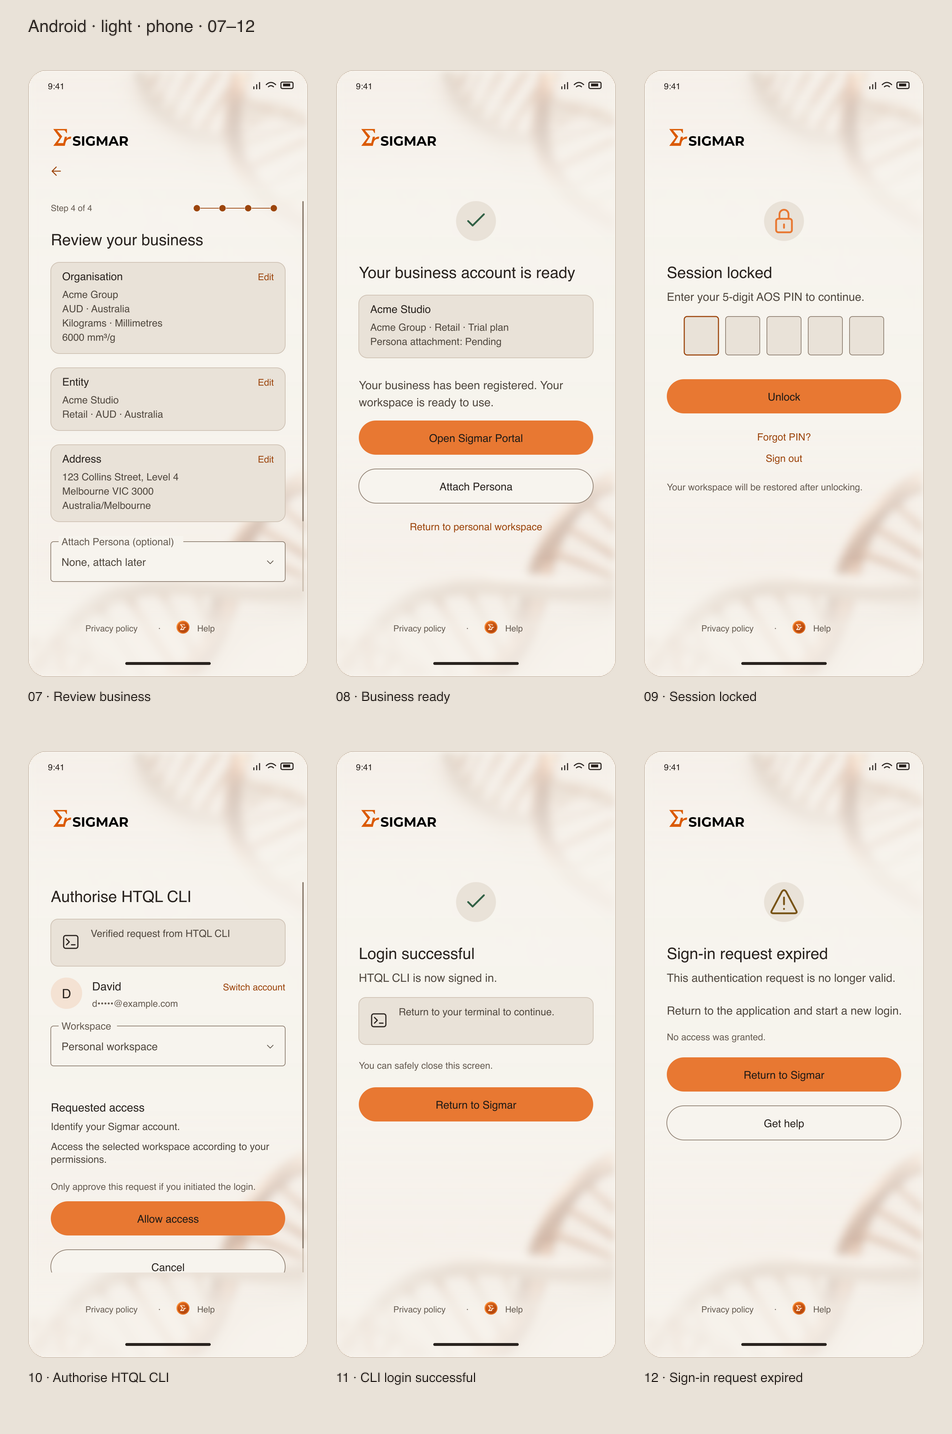 Android · light · phone · 07–12
9:41
SIGMAR
Step 4 of 4
Review your business
Organisation
Edit
Acme Group
AUD · Australia
Kilograms · Millimetres
6000 mm³/g
Entity
Edit
Acme Studio
Retail · AUD · Australia
Address
Edit
123 Collins Street, Level 4
Melbourne VIC 3000
Australia/Melbourne
Attach Persona (optional)
None, attach later
Privacy policy · Help
07 · Review business
9:41
SIGMAR
Your business account is ready
Acme Studio
Acme Group · Retail · Trial plan
Persona attachment: Pending
Your business has been registered. Your
workspace is ready to use.
Open Sigmar Portal
Attach Persona
Return to personal workspace
Privacy policy · Help
08 · Business ready
9:41
SIGMAR
Session locked
Enter your 5-digit AOS PIN to continue.
Unlock
Forgot PIN?
Sign out
Your workspace will be restored after unlocking.
Privacy policy · Help
09 · Session locked
9:41
SIGMAR
Authorise HTQL CLI
Verified request from HTQL CLI
D
David
Switch account
d•••••@example.com
Workspace
Personal workspace
Requested access
Identify your Sigmar account.
Access the selected workspace according to your
permissions.
Only approve this request if you initiated the login.
Allow access
Cancel
Privacy policy · Help
10 · Authorise HTQL CLI
9:41
SIGMAR
Login successful
HTQL CLI is now signed in.
Return to your terminal to continue.
You can safely close this screen.
Return to Sigmar
Privacy policy · Help
11 · CLI login successful
9:41
SIGMAR
Sign-in request expired
This authentication request is no longer valid.
Return to the application and start a new login.
No access was granted.
Return to Sigmar
Get help
Privacy policy · Help
12 · Sign-in request expired